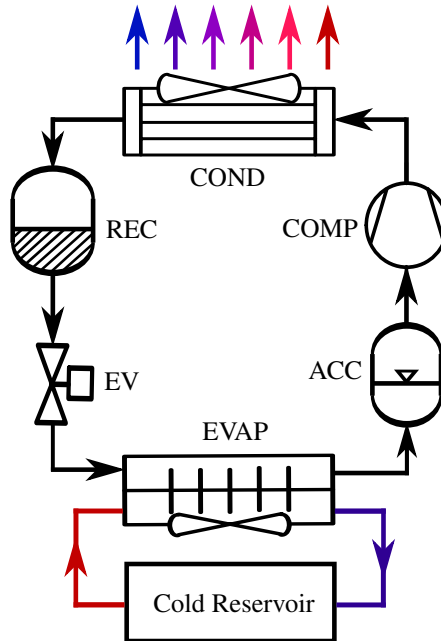 COND
REC
COMP
EV
ACC
EVAP
Cold Reservoir